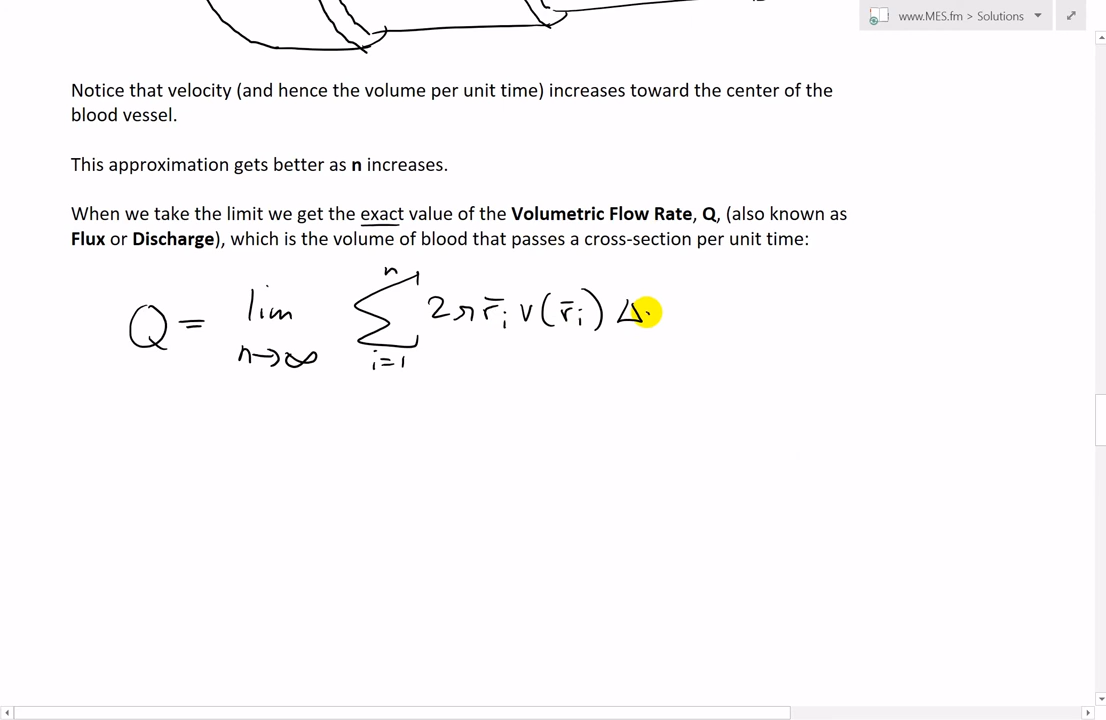 www.MES.fm > Solutions
Notice that velocity (and hence the volume per unit time) increases toward the center of the
blood vessel.
This approximation gets better as n increases.
When we take the limit we get the exact value of the Volumetric Flow Rate, Q, (also known as
Flux or Discharge), which is the volume of blood that passes a cross-section per unit time:
Q = lim n→∞ ∑ i=1 n 2π r̄ᵢ v(r̄ᵢ) Δ